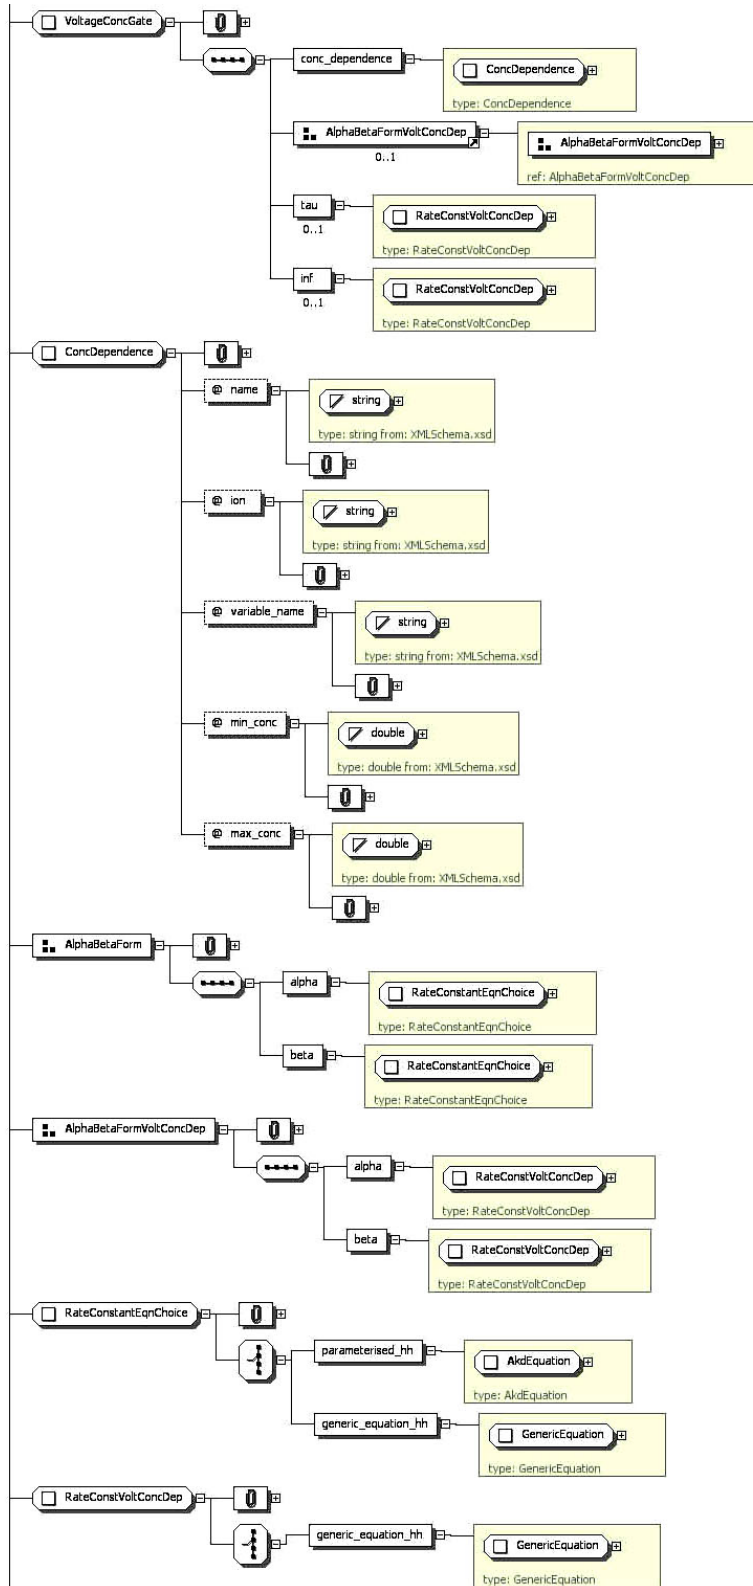 VoltageConcGate
conc_dependence
ConcDependence
type: ConcDependence
AlphaBetaFormVoltConcDep
0..1
AlphaBetaFormVoltConcDep
ref: AlphaBetaFormVoltConcDep
tau
0..1
RateConstVoltConcDep
type: RateConstVoltConcDep
inf
0..1
RateConstVoltConcDep
type: RateConstVoltConcDep
ConcDependence
@ name
string
type: string from: XMLSchema.xsd
@ ion
string
type: string from: XMLSchema.xsd
@ variable_name
string
type: string from: XMLSchema.xsd
@ min_conc
double
type: double from: XMLSchema.xsd
@ max_conc
double
type: double from: XMLSchema.xsd
AlphaBetaForm
alpha
RateConstantEqnChoice
type: RateConstantEqnChoice
beta
RateConstantEqnChoice
type: RateConstantEqnChoice
AlphaBetaFormVoltConcDep
alpha
RateConstVoltConcDep
type: RateConstVoltConcDep
beta
RateConstVoltConcDep
type: RateConstVoltConcDep
RateConstantEqnChoice
parameterised_hh
AkdEquation
type: AkdEquation
generic_equation_hh
GenericEquation
type: GenericEquation
RateConstVoltConcDep
generic_equation_hh
GenericEquation
type: GenericEquation